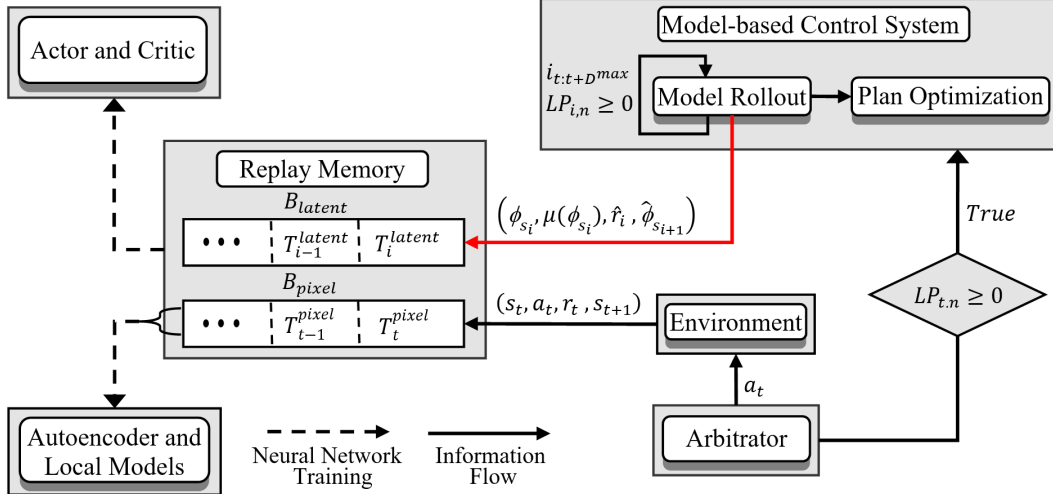 Actor and Critic
Model-based Control System
i_{t:t+D^{max}}
LP_{i,n} ≥ 0
Model Rollout
Plan Optimization
Replay Memory
B_{latent}
• • •
T_{i-1}^{latent}
T_i^{latent}
(ϕ_{s_i}, μ(ϕ_{s_i}), r̂_i , ϕ̂_{s_{i+1}})
True
B_{pixel}
• • •
T_{t-1}^{pixel}
T_t^{pixel}
(s_t, a_t, r_t , s_{t+1})
Environment
LP_{t.n} ≥ 0
a_t
Arbitrator
Autoencoder and
Local Models
Neural Network
Training
Information
Flow